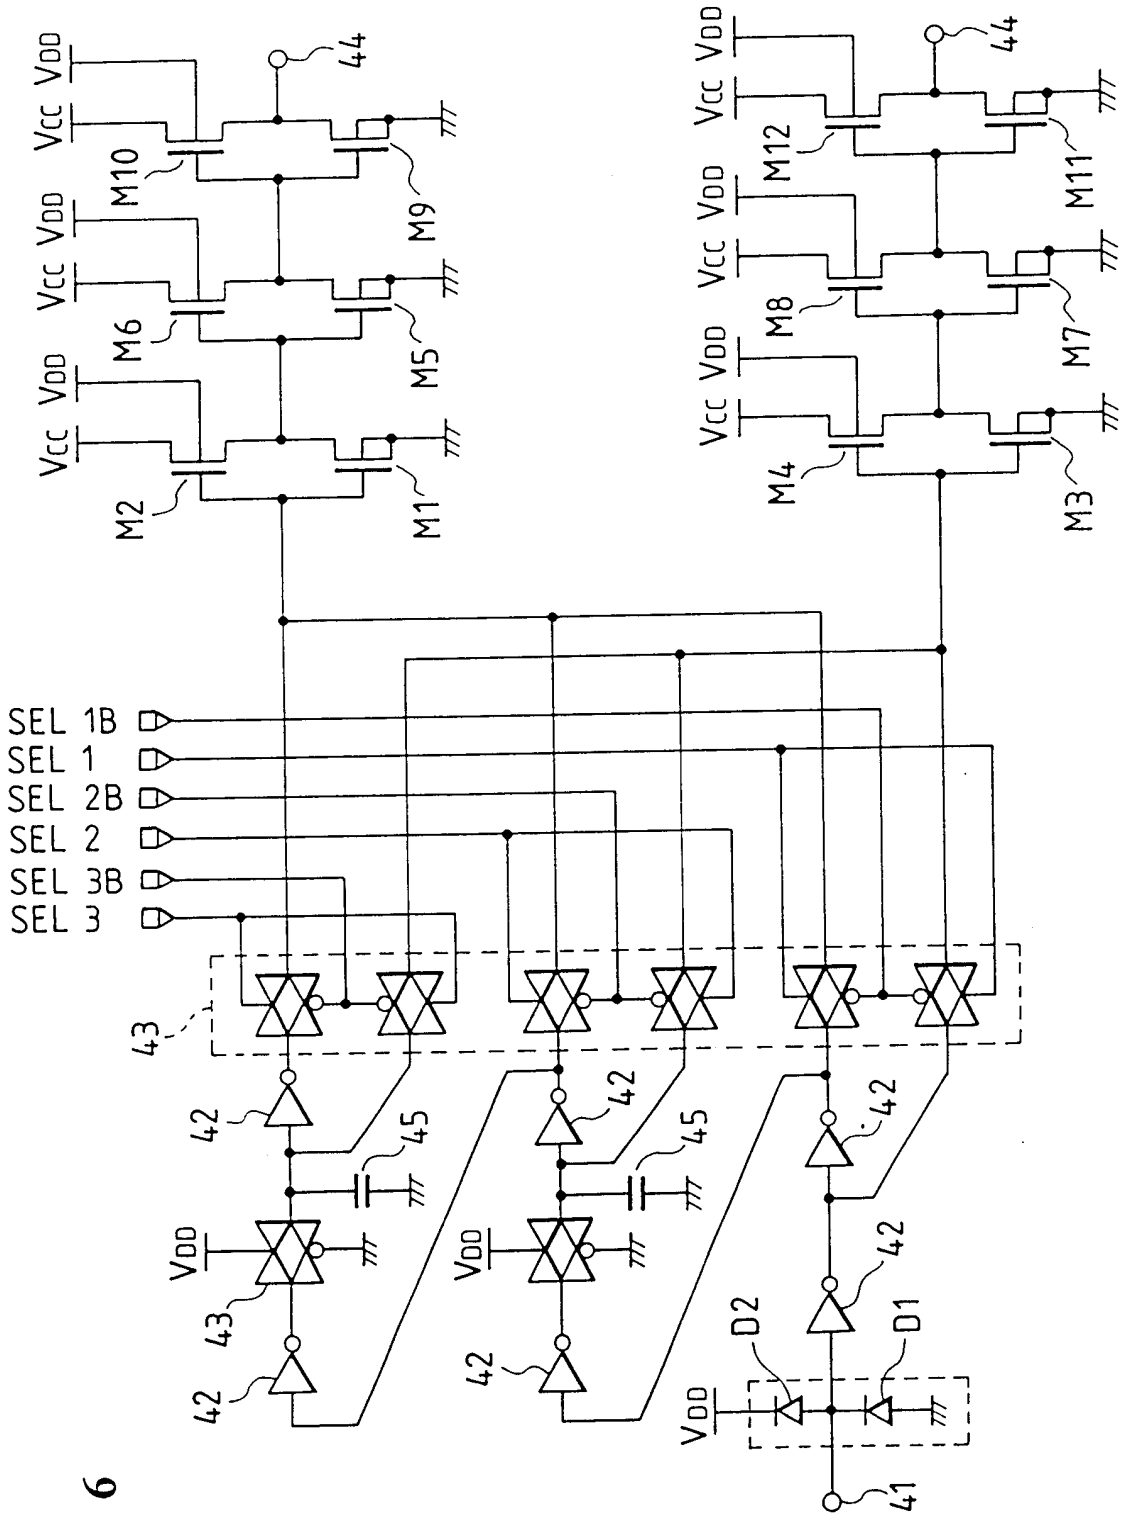 SEL 1B
SEL 1
SEL 2B
SEL 2
SEL 3B
SEL 3
VDD
VCC
M10
M9
44
VDD
VCC
M6
M5
VDD
VCC
M2
M1
VDD
VCC
M12
M11
44
VDD
VCC
M8
M7
VDD
VCC
M4
M3
43
42
45
VDD
43
42
42
45
VDD
42
42
42
VDD
D2
D1
41
6